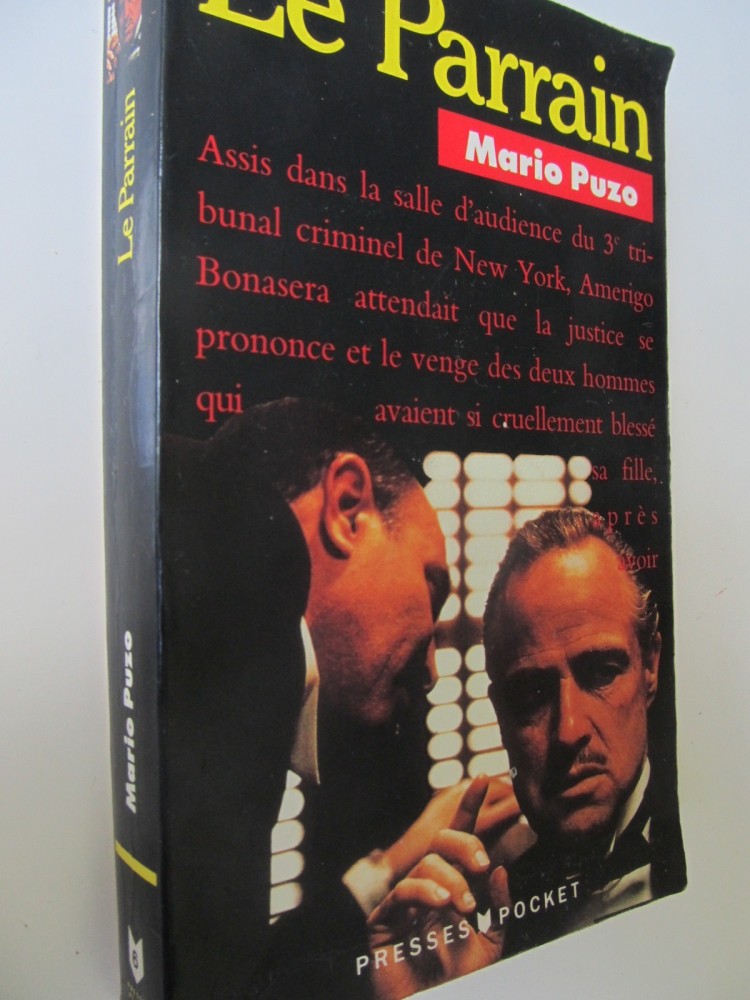 Le Parrain
Mario Puzo
Assis dans la salle d'audience du 3e tri-
bunal criminel de New York, Amerigo
Bonasera attendait que la justice se
prononce et le venge des deux hommes
qui avaient si cruellement blessé
sa fille,
après
avoir
PRESSES POCKET
Le Parrain
Mario Puzo